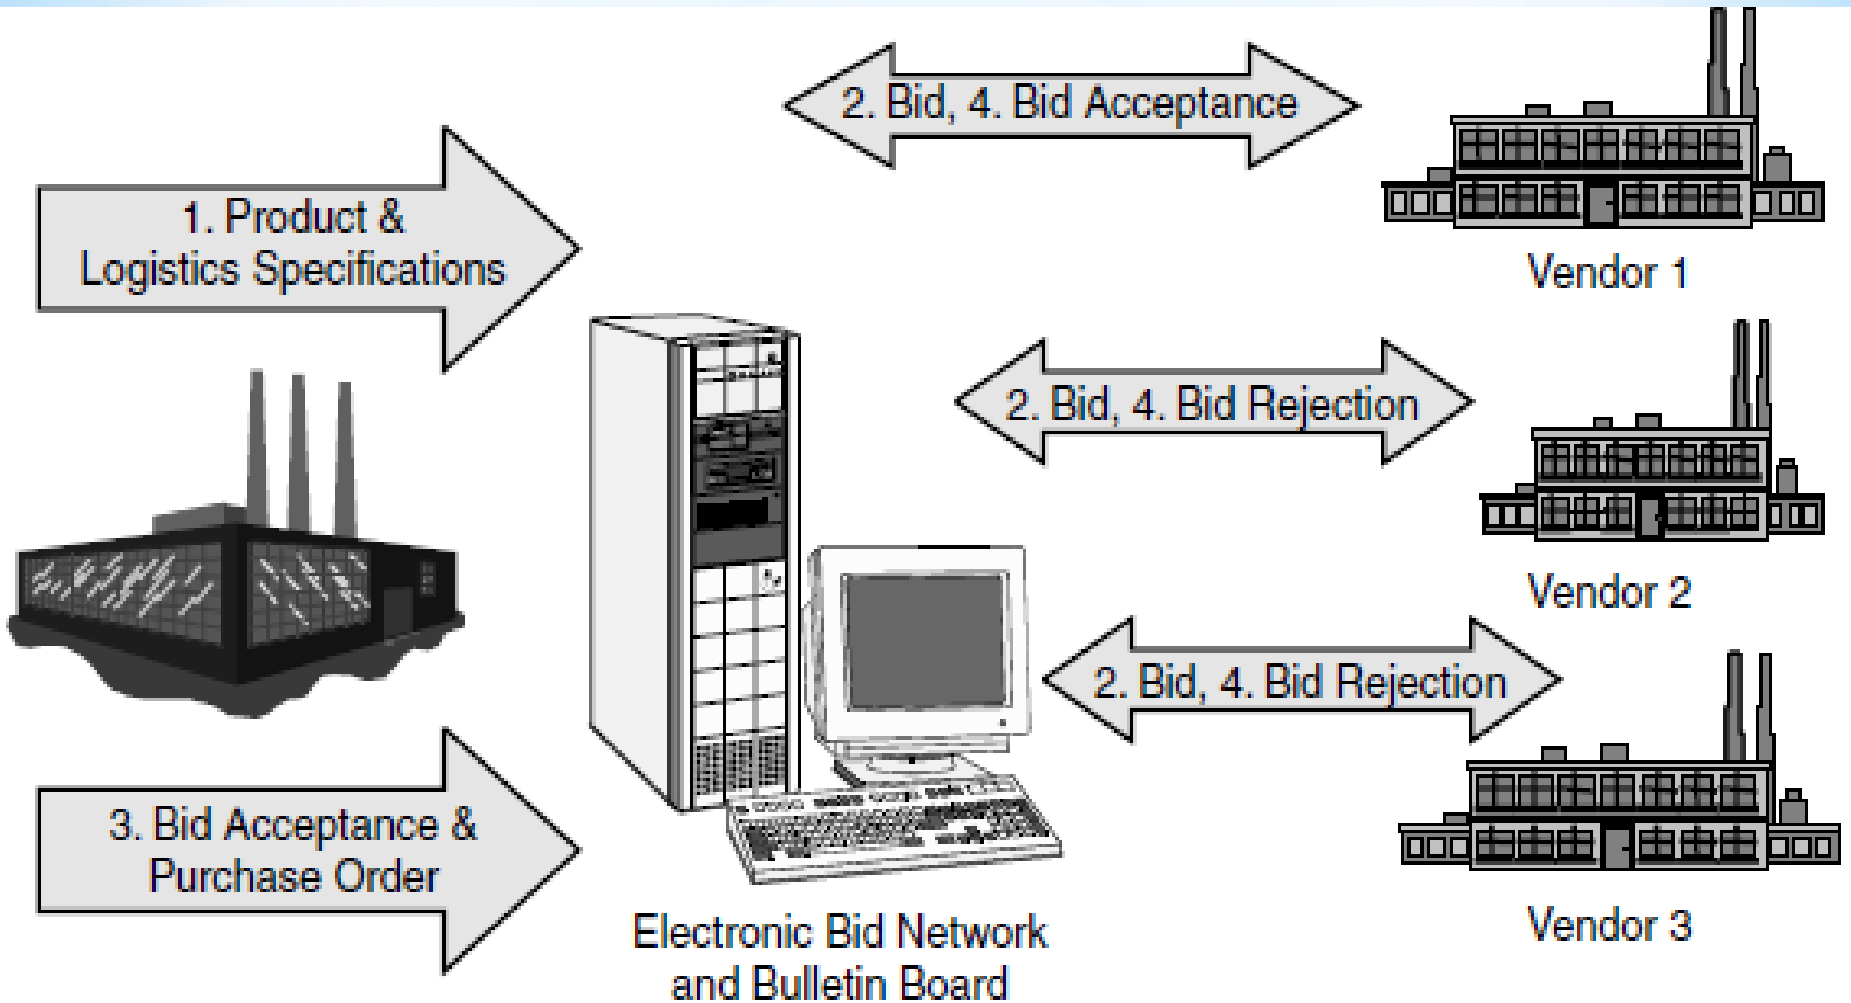 2. Bid, 4. Bid Acceptance
Vendor 1
1. Product &
Logistics Specifications
2. Bid, 4. Bid Rejection
Vendor 2
2. Bid, 4. Bid Rejection
Vendor 3
3. Bid Acceptance &
Purchase Order
Electronic Bid Network
and Bulletin Board